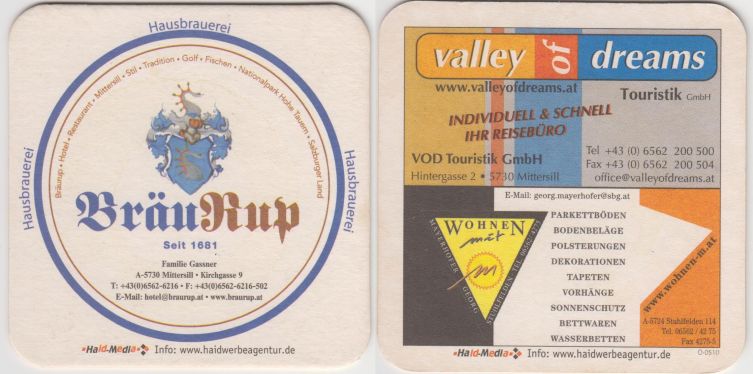 Hausbrauerei
Hausbrauerei
Hausbrauerei
Bräurup • Hotel • Restaurant • Mittersill • Stil • Tradition • Golf • Fischen • Nationalpark Hohe Tauern • Salzburger Land
BräuRup
Seit 1681
Familie Gassner
A-5730 Mittersill • Kirchgasse 9
T: +43(0)6562-6216 • F: +43(0)6562-6216-502
E-Mail: hotel@braurup.at • www.braurup.at
Haid-Media Info: www.haidwerbeagentur.de
valley of dreams
www.valleyofdreams.at
Touristik GmbH
INDIVIDUELL & SCHNELL
IHR REISEBÜRO
VOD Touristik GmbH
Hintergasse 2 • 5730 Mittersill
Tel +43 (0) 6562 200 500
Fax +43 (0) 6562 200 504
office@valleyofdreams.at
E-Mail: georg.mayerhofer@sbg.at
WOHNEN
mit
m
MAYERHOFER GEORG
STUHLFELDEN TEL. 06562/4275
PARKETTBÖDEN
BODENBELÄGE
POLSTERUNGEN
DEKORATIONEN
TAPETEN
VORHÄNGE
SONNENSCHUTZ
BETTWAREN
WASSERBETTEN
www.wohnen-m.at
A-5724 Stuhlfelden 114
Tel. 06562 / 42 75
Fax 4275-5
Haid-Media Info: www.haidwerbeagentur.de